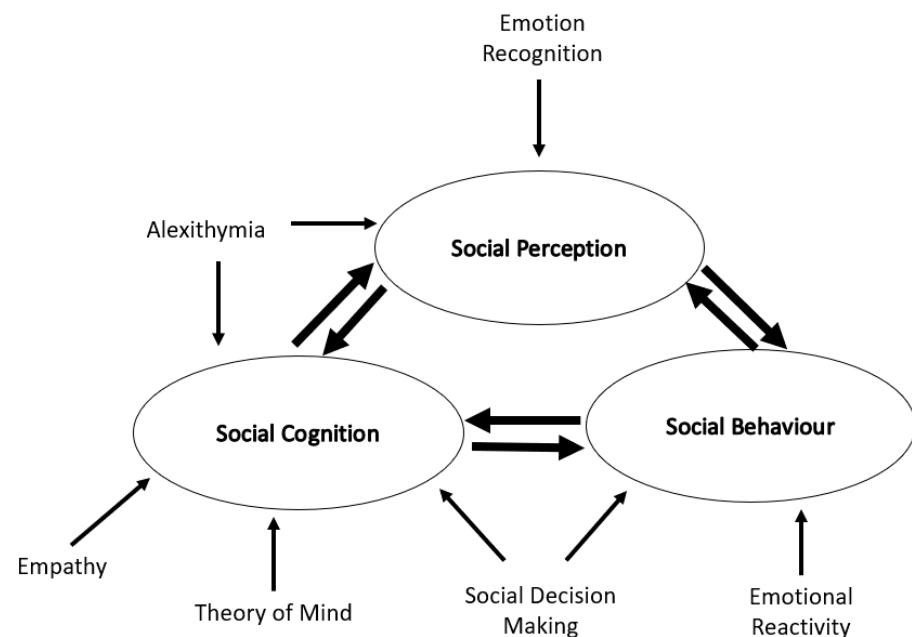 Emotion
Recognition
Alexithymia
Social Perception
Social Cognition
Social Behaviour
Empathy
Theory of Mind
Social Decision
Making
Emotional
Reactivity